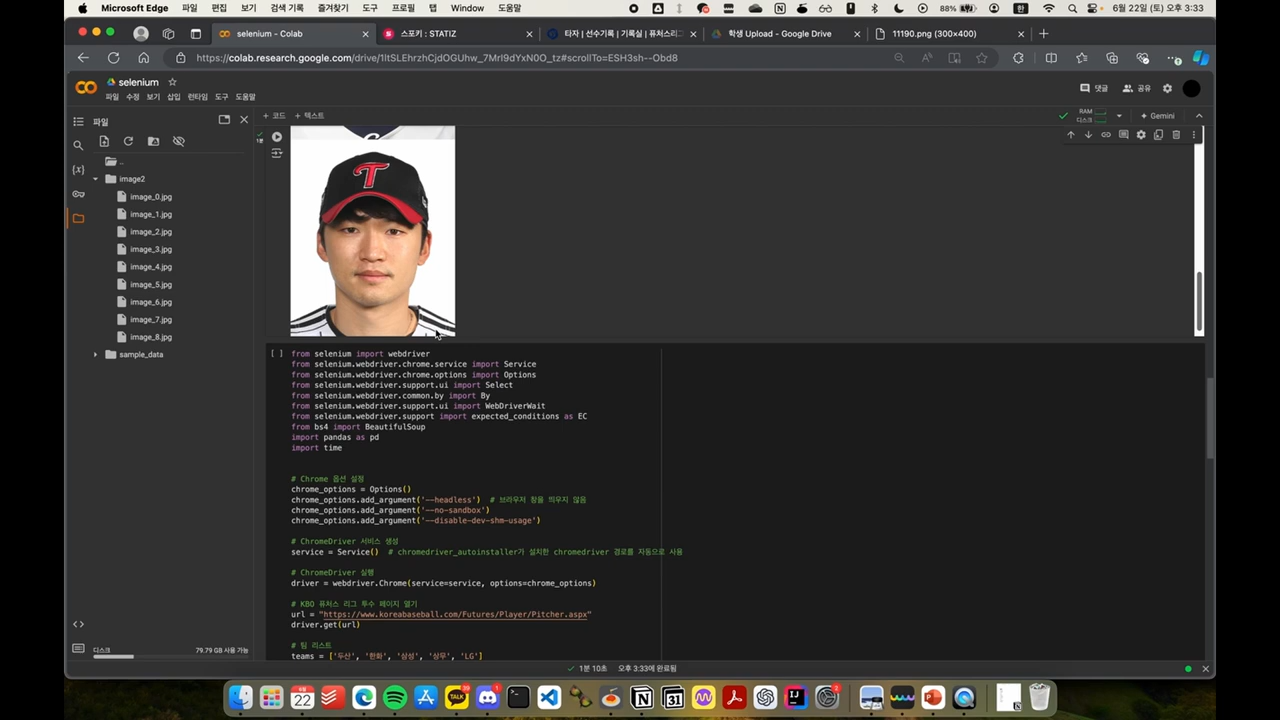 Microsoft Edge 파일 편집 보기 검색 기록 즐겨찾기 도구 프로필 탭 Window 도움말 88% 6월 22일 (토) 오후 3:33
selenium - Colab 스포키 : STATIZ 타자 | 선수기록 | 기록실 | 퓨처스리그 학생 Upload - Google Drive 11190.png (300×400)
selenium
파일 수정 보기 삽입 런타임 도구 도움말
댓글 공유
파일
+ 코드 + 텍스트
RAM
디스크
Gemini
..
image2
image_0.jpg
image_1.jpg
image_2.jpg
image_3.jpg
image_4.jpg
image_5.jpg
image_6.jpg
image_7.jpg
image_8.jpg
sample_data
T
[ ] from selenium import webdriver
from selenium.webdriver.chrome.service import Service
from selenium.webdriver.chrome.options import Options
from selenium.webdriver.support.ui import Select
from selenium.webdriver.common.by import By
from selenium.webdriver.support.ui import WebDriverWait
from selenium.webdriver.support import expected_conditions as EC
from bs4 import BeautifulSoup
import pandas as pd
import time
# Chrome 옵션 설정
chrome_options = Options()
chrome_options.add_argument('--headless') # 브라우저 창을 띄우지 않음
chrome_options.add_argument('--no-sandbox')
chrome_options.add_argument('--disable-dev-shm-usage')
# ChromeDriver 서비스 생성
service = Service() # chromedriver_autoinstaller가 설치한 chromedriver 경로를 자동으로 사용
# ChromeDriver 실행
driver = webdriver.Chrome(service=service, options=chrome_options)
# KBO 퓨처스 리그 투수 페이지 열기
url = "https://www.koreabaseball.com/Futures/Player/Pitcher.aspx"
driver.get(url)
# 팀 리스트
teams = ['두산', '한화', '삼성', '상무', 'LG']
디스크 79.79 GB 사용 가능
1분 10초 오후 3:33에 완료됨